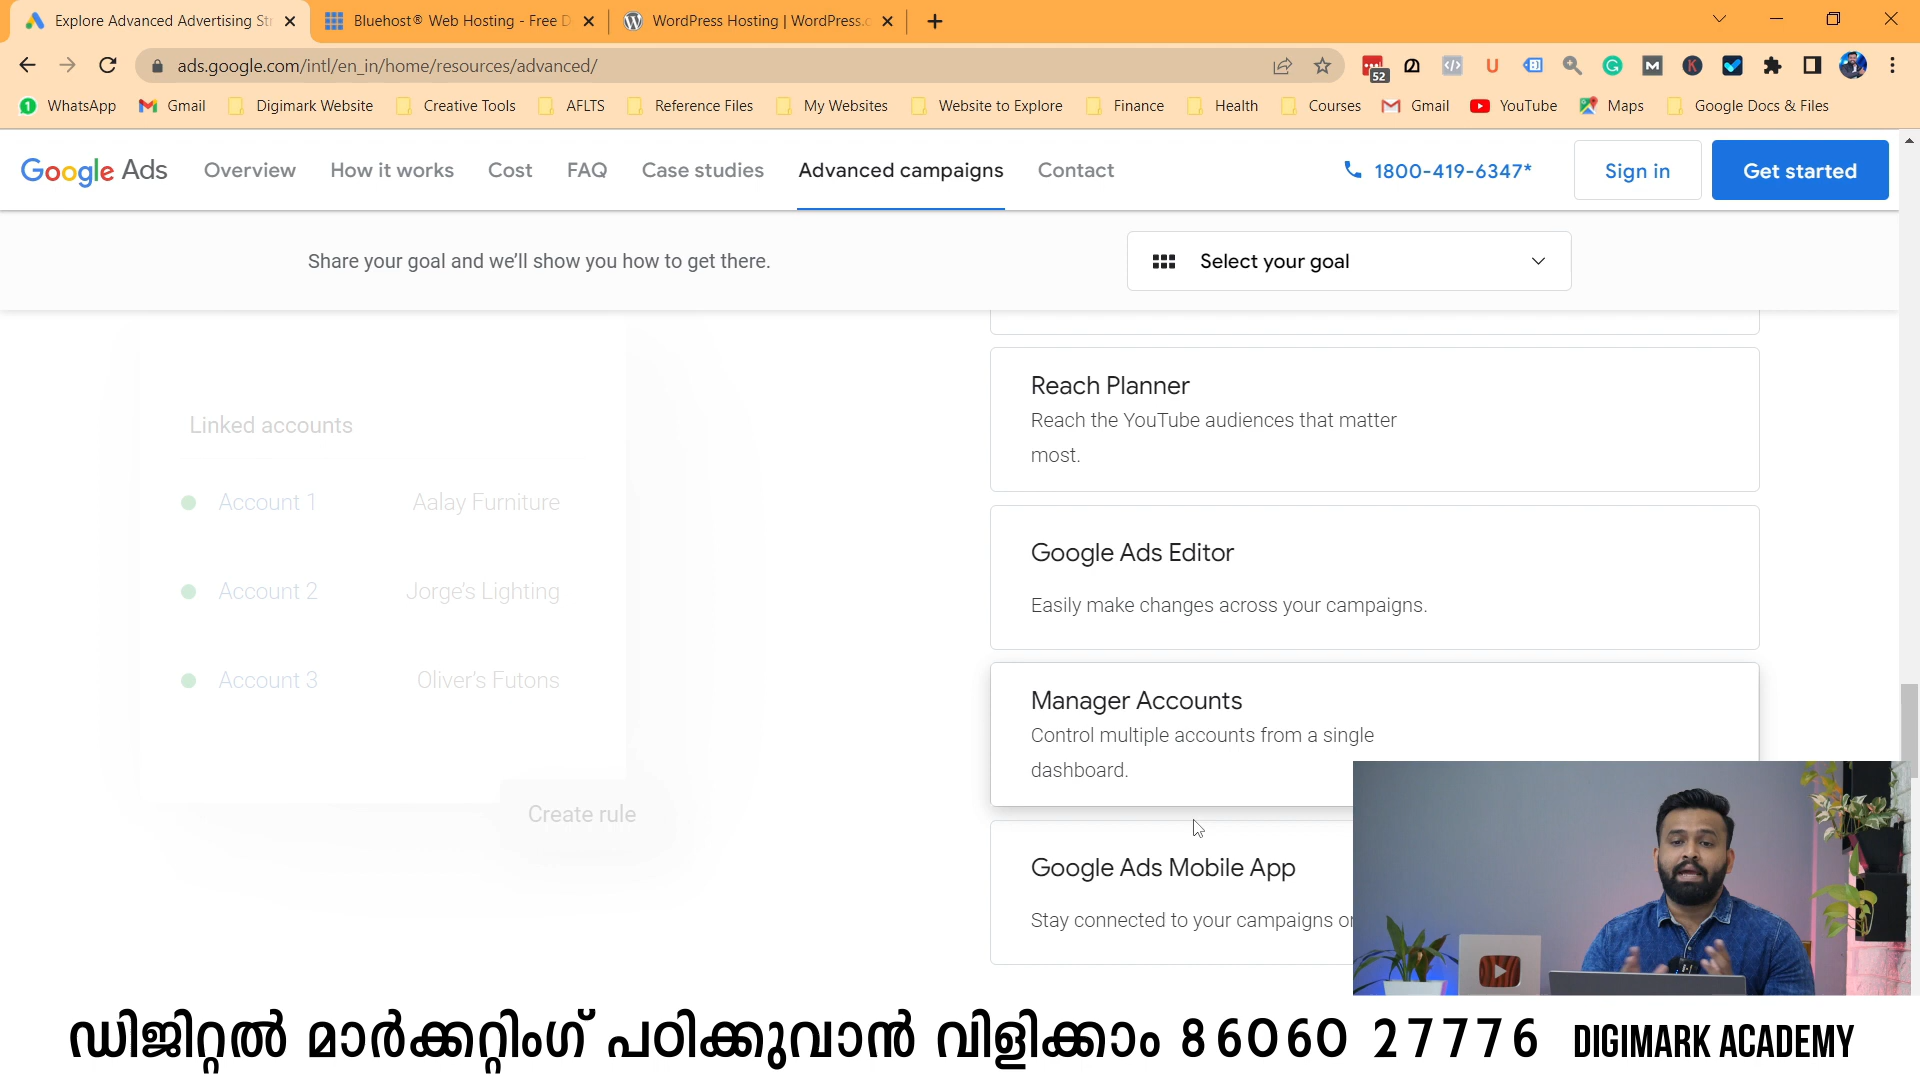 Explore Advanced Advertising Str
Bluehost® Web Hosting - Free D
WordPress Hosting | WordPress.c
ads.google.com/intl/en_in/home/resources/advanced/
52
WhatsApp
Gmail
Digimark Website
Creative Tools
AFLTS
Reference Files
My Websites
Website to Explore
Finance
Health
Courses
Gmail
YouTube
Maps
Google Docs & Files
Google Ads
Overview
How it works
Cost
FAQ
Case studies
Advanced campaigns
Contact
1800-419-6347*
Sign in
Get started
Share your goal and we’ll show you how to get there.
Select your goal
Linked accounts
Account 1 Aalay Furniture
Account 2 Jorge’s Lighting
Account 3 Oliver’s Futons
Create rule
Reach Planner
Reach the YouTube audiences that matter
most.
Google Ads Editor
Easily make changes across your campaigns.
Manager Accounts
Control multiple accounts from a single
dashboard.
Google Ads Mobile App
Stay connected to your campaigns
ഡിജിറ്റൽ മാർക്കറ്റിംഗ് പഠിക്കുവാൻ വിളിക്കാം 86060 27776 DIGIMARK ACADEMY